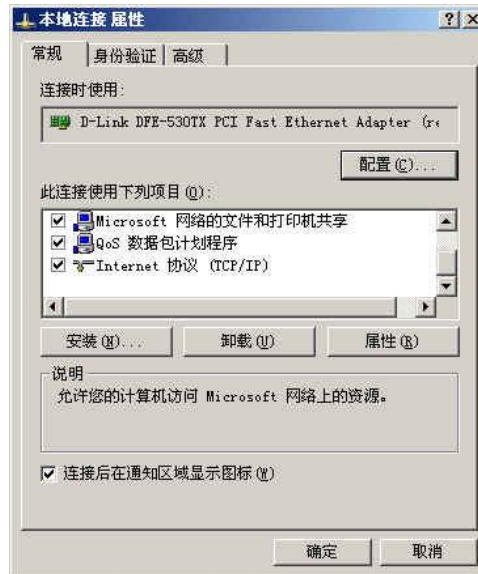 本地连接 属性
常规 身份验证 高级
连接时使用:
D-Link DFE-530TX PCI Fast Ethernet Adapter (re
配置(C)...
此连接使用下列项目(O):
Microsoft 网络的文件和打印机共享
QoS 数据包计划程序
Internet 协议 (TCP/IP)
安装(N)... 卸载(U) 属性(R)
说明
允许您的计算机访问 Microsoft 网络上的资源。
连接后在通知区域显示图标(W)
确定 取消